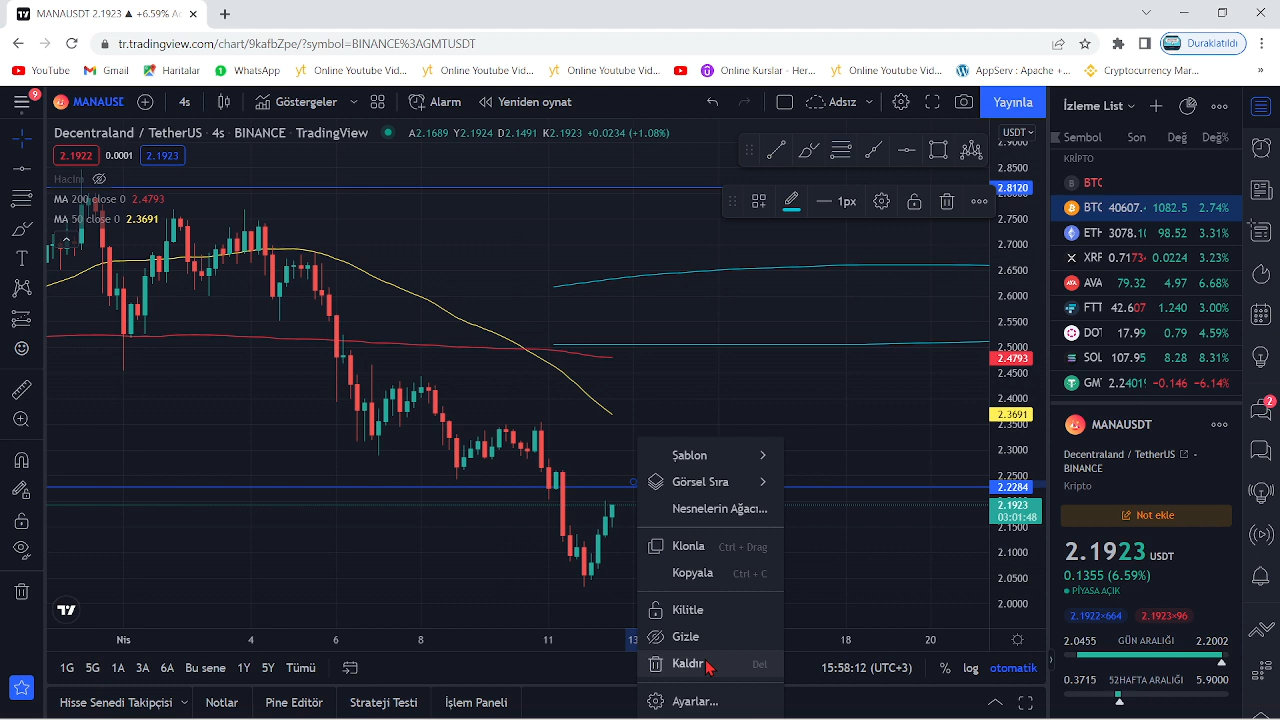 MANAUSDT 2.1923 ▲ +6.59%
tr.tradingview.com/chart/9kafbZpe/?symbol=BINANCE%3AGMTUSDT
Duraklatıldı
YouTube
Gmail
Haritalar
WhatsApp
Online Youtube Vid...
Online Youtube Vid...
Online Youtube Vid...
Online Kurslar - Her...
Online Youtube Vid...
AppServ : Apache +...
Cryptocurrency Mar...
9
MANAUSD
4s
Göstergeler
Alarm
Yeniden oynat
Adsız
Yayınla
İzleme List
Decentraland / TetherUS · 4s · BINANCE · TradingView
A2.1689 Y2.1924 D2.1491 K2.1923 +0.0234 (+1.08%)
2.1922
0.0001
2.1923
Hacim
MA 200 close 0 2.4793
MA 50 close 0 2.3691
1px
USDT
2.9000
2.8500
2.8120
2.7500
2.7000
2.6500
2.6000
2.5500
2.5000
2.4793
2.4500
2.4000
2.3691
2.3500
2.3000
2.2500
2.2284
2.1923
03:01:48
2.1500
2.1000
2.0500
2.0000
Şablon
Görsel Sıra
Nesnelerin Ağacı...
Klonla Ctrl + Drag
Kopyala Ctrl + C
Kilitle
Gizle
Kaldır Del
Ayarlar...
Nis
4
6
8
11
13
18
20
1G 5G 1A 3A 6A Bu sene 1Y 5Y Tümü
15:58:12 (UTC+3)
% log otomatik
Hisse Senedi Takipçisi
Notlar
Pine Editör
Strateji Testi
İşlem Paneli
Sembol Son Değ Değ%
KRİPTO
BTC
BTC 40607.4 1082.5 2.74%
ETH 3078.10 98.52 3.31%
XRF 0.7173 0.0224 3.23%
AVA 79.32 4.97 6.68%
FTT 42.607 1.240 3.00%
DOT 17.99 0.79 4.59%
SOL 107.95 8.28 8.31%
GMT 2.2401 −0.146 −6.14%
2
MANAUSDT
Decentraland / TetherUS -
BINANCE
Kripto
Not ekle
2.1923 USDT
0.1355 (6.59%)
PİYASA AÇIK
2.1922×664
2.1923×96
2.0455 GÜN ARALIĞI 2.2002
0.3715 52HAFTA ARALIĞI 5.9000